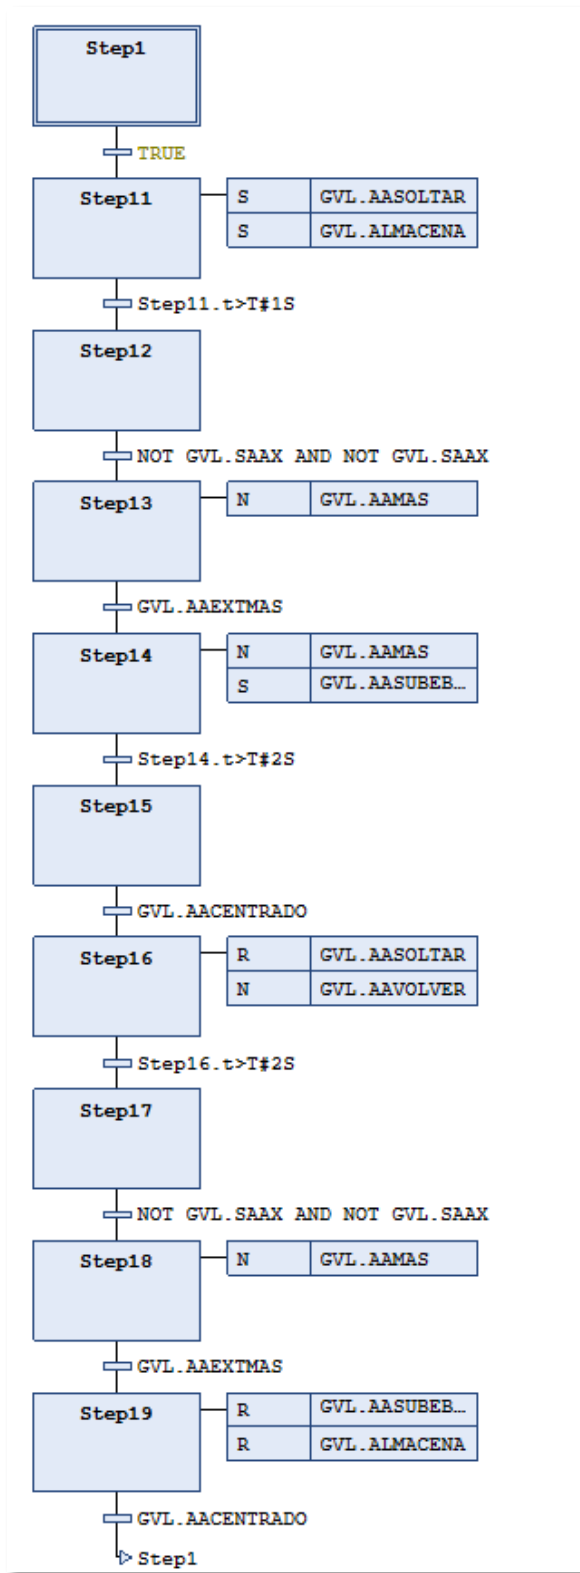 Step1
TRUE
Step11 S GVL.AASOLTAR
S GVL.ALMACENA
Step11.t>T#1S
Step12
NOT GVL.SAAX AND NOT GVL.SAAX
Step13 N GVL.AAMAS
GVL.AAEXTMAS
Step14 N GVL.AAMAS
S GVL.AASUBEB…
Step14.t>T#2S
Step15
GVL.AACENTRADO
Step16 R GVL.AASOLTAR
N GVL.AAVOLVER
Step16.t>T#2S
Step17
NOT GVL.SAAX AND NOT GVL.SAAX
Step18 N GVL.AAMAS
GVL.AAEXTMAS
Step19 R GVL.AASUBEB…
R GVL.ALMACENA
GVL.AACENTRADO
Step1